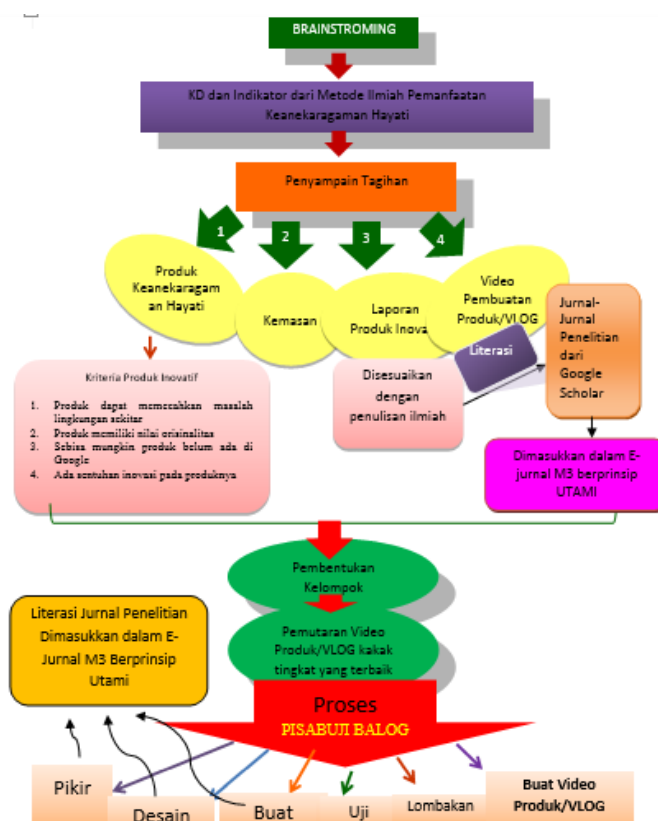 BRAINSTROMING
KD dan Indikator dari Metode Ilmiah Pemanfaatan
Keanekaragaman Hayati
Penyampain Tagihan
1
2
3
4
Produk
Keanekaragam
an Hayati
Kemasan
Laporan
Produk Inova
Video
Pembuatan
Produk/VLOG
Literasi
Jurnal-
Jurnal
Penelitian
dari
Google
Scholar
Kriteria Produk Inovatif
1. Produk dapat memecahkan masalah
lingkungan sekitar
2. Produk memiliki nilai orisinalitas
3. Sebisa mungkin produk belum ada di
Google
4. Ada sentuhan inovasi pada produknya
Disesuaikan
dengan
penulisan ilmiah
Dimasukkan dalam E-
jurnal M3 berprinsip
UTAMI
Pembentukan
Kelompok
Literasi Jurnal Penelitian
Dimasukkan dalam E-
Jurnal M3 Berprinsip
Utami
Pemutaran Video
Produk/VLOG kakak
tingkat yang terbaik
Proses
PISABUJI BALOG
Pikir
Desain
Buat
Uji
Lombakan
Buat Video
Produk/VLOG